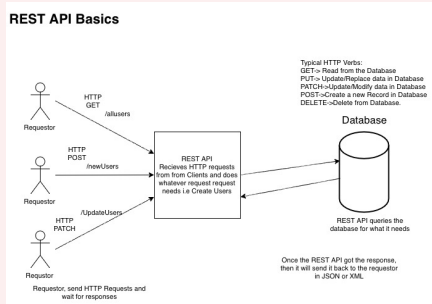 REST API Basics
Typical HTTP Verbs:
GET-> Read from the Database
PUT-> Update/Replace data in Database
PATCH->Update/Modify data in Database
POST->Create a new Record in Database
DELETE->Delete from Database.
HTTP
GET
/allusers
Requestor
HTTP
POST
/newUsers
Requestor
HTTP
PATCH
/UpdateUsers
Requestor
Requestor, send HTTP Requests and
wait for responses
REST API
Recieves HTTP requests
from from Clients and does
whatever request request
needs i.e Create Users
Database
REST API queries the
database for what it needs
Once the REST API got the response,
then it will send it back to the requestor
in JSON or XML